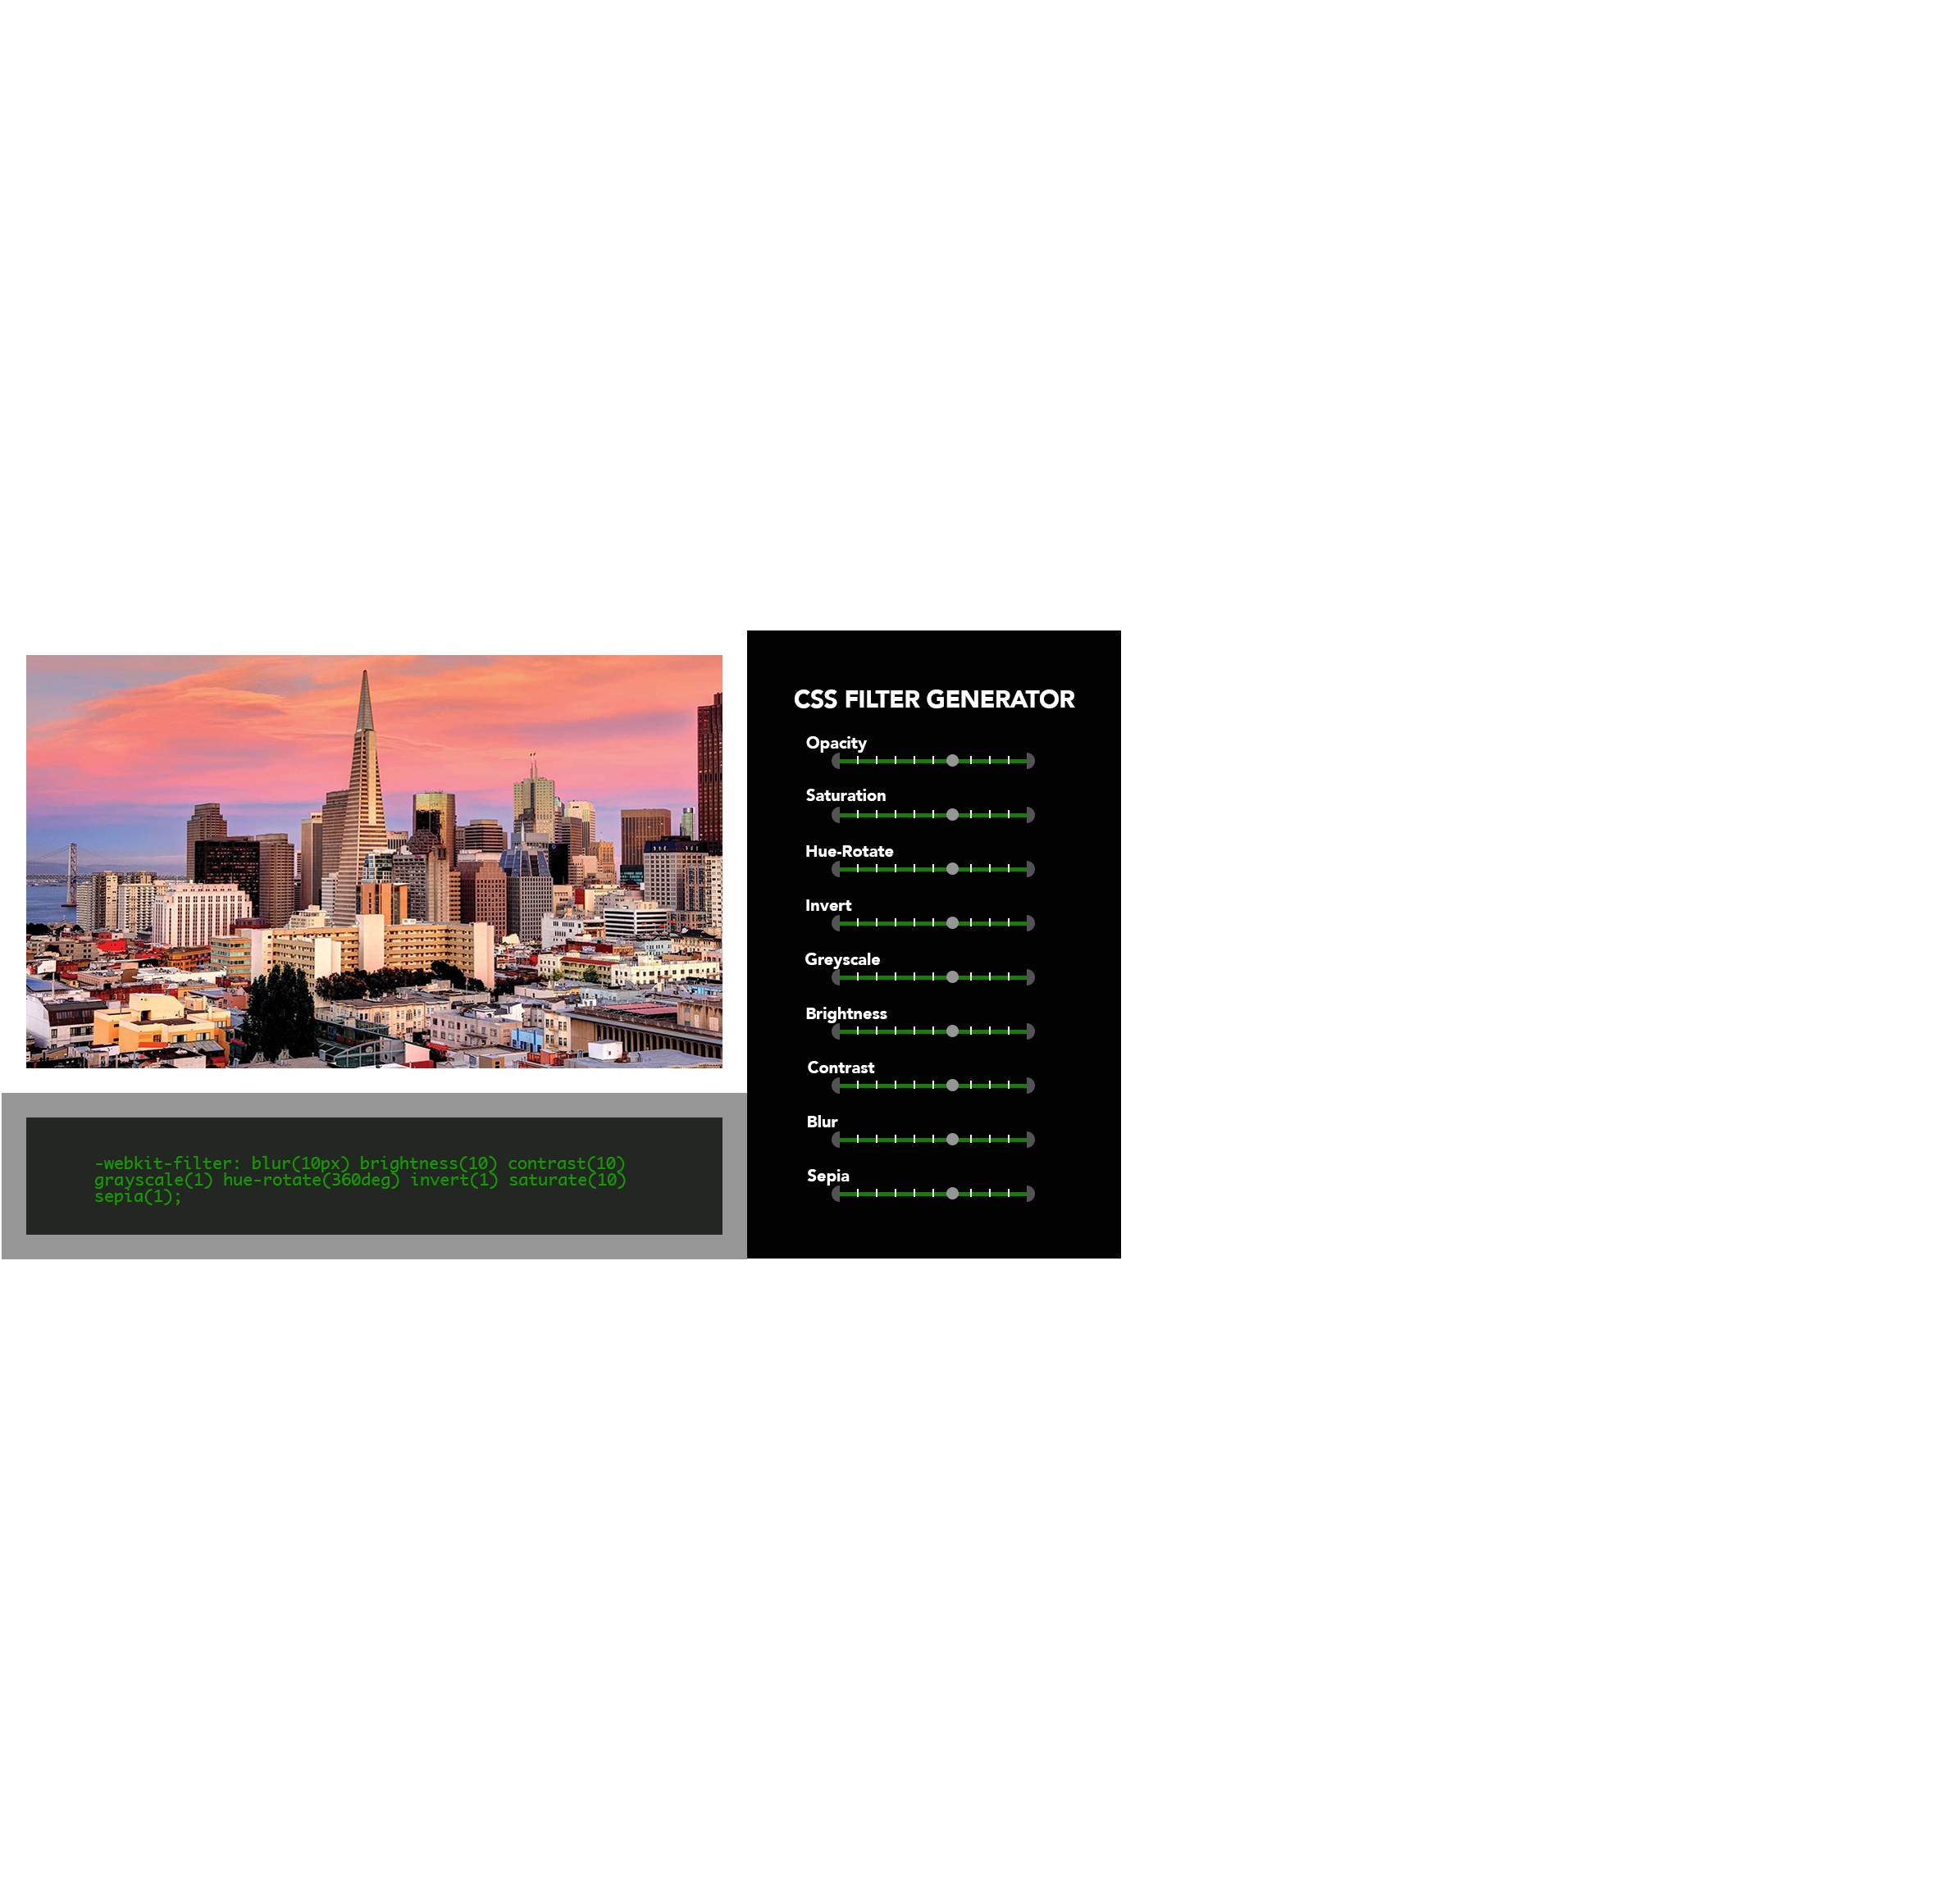 CSS FILTER GENERATOR
Opacity
Saturation
Hue-Rotate
Invert
Greyscale
Brightness
Contrast
Blur
Sepia
-webkit-filter: blur(10px) brightness(10) contrast(10)
grayscale(1) hue-rotate(360deg) invert(1) saturate(10)
sepia(1);